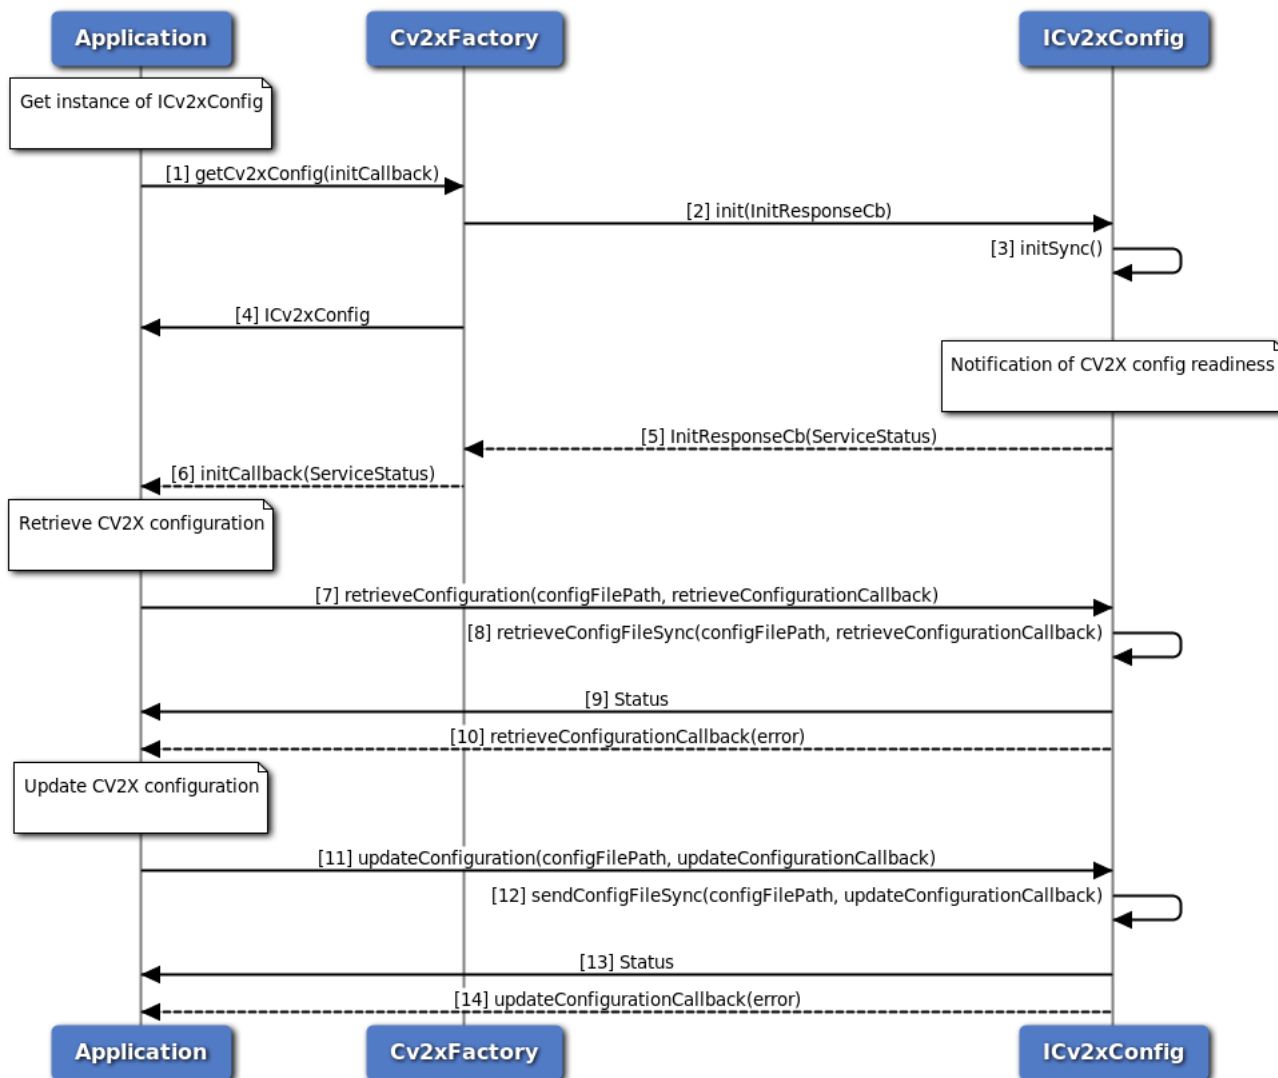 Application
Cv2xFactory
ICv2xConfig
Get instance of ICv2xConfig
[1] getCv2xConfig(initCallback)
[2] init(InitResponseCb)
[3] initSync()
[4] ICv2xConfig
Notification of CV2X config readiness
[5] InitResponseCb(ServiceStatus)
[6] initCallback(ServiceStatus)
Retrieve CV2X configuration
[7] retrieveConfiguration(configFilePath, retrieveConfigurationCallback)
[8] retrieveConfigFileSync(configFilePath, retrieveConfigurationCallback)
[9] Status
[10] retrieveConfigurationCallback(error)
Update CV2X configuration
[11] updateConfiguration(configFilePath, updateConfigurationCallback)
[12] sendConfigFileSync(configFilePath, updateConfigurationCallback)
[13] Status
[14] updateConfigurationCallback(error)
Application
Cv2xFactory
ICv2xConfig